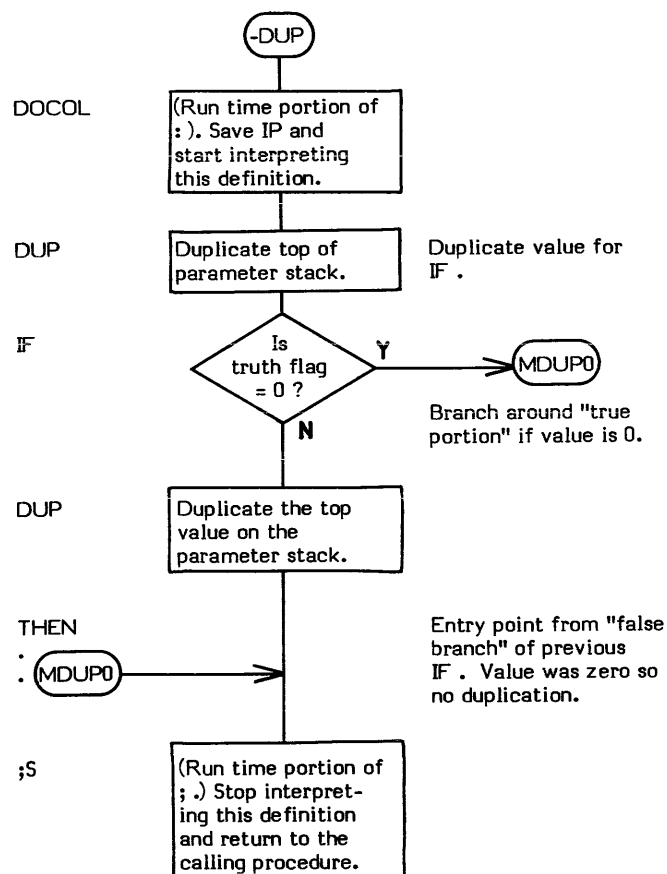 -DUP
DOCOL
(Run time portion of
: ). Save IP and
start interpreting
this definition.
DUP
Duplicate top of
parameter stack.
Duplicate value for
IF .
IF
Is
truth flag
= 0 ?
Y
MDUP0
N
Branch around "true
portion" if value is 0.
DUP
Duplicate the top
value on the
parameter stack.
THEN
:
MDUP0
Entry point from "false
branch" of previous
IF . Value was zero so
no duplication.
;S
(Run time portion of
; .) Stop interpret-
ing this definition
and return to the
calling procedure.